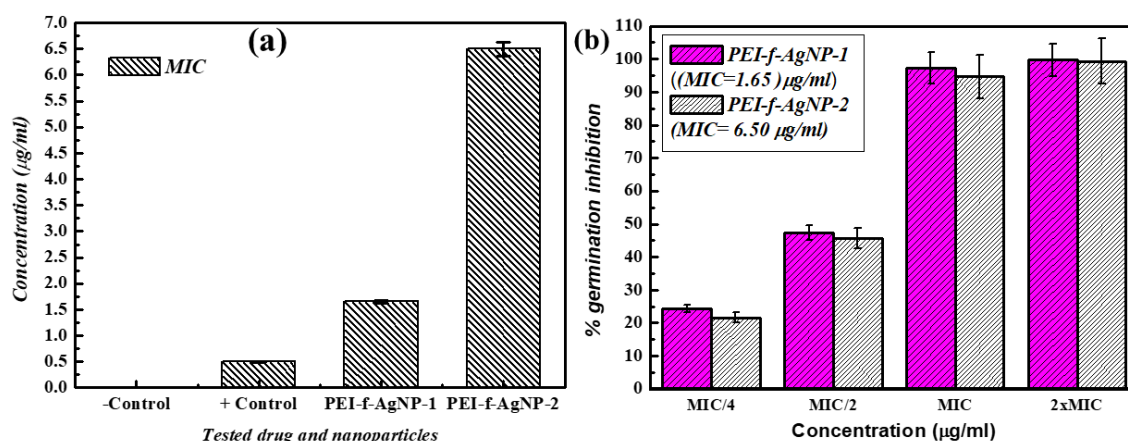 (a)
MIC
Concentration (µg/ml)
6.5
6.0
5.5
5.0
4.5
4.0
3.5
3.0
2.5
2.0
1.5
1.0
0.5
0.0
-Control
+ Control
PEI-f-AgNP-1
PEI-f-AgNP-2
Tested drug and nanoparticles
(b)
PEI-f-AgNP-1
((MIC=1.65 )µg/ml)
PEI-f-AgNP-2
(MIC= 6.50 µg/ml)
% germination inhibition
110
100
90
80
70
60
50
40
30
20
10
0
MIC/4
MIC/2
MIC
2xMIC
Concentration (µg/ml)